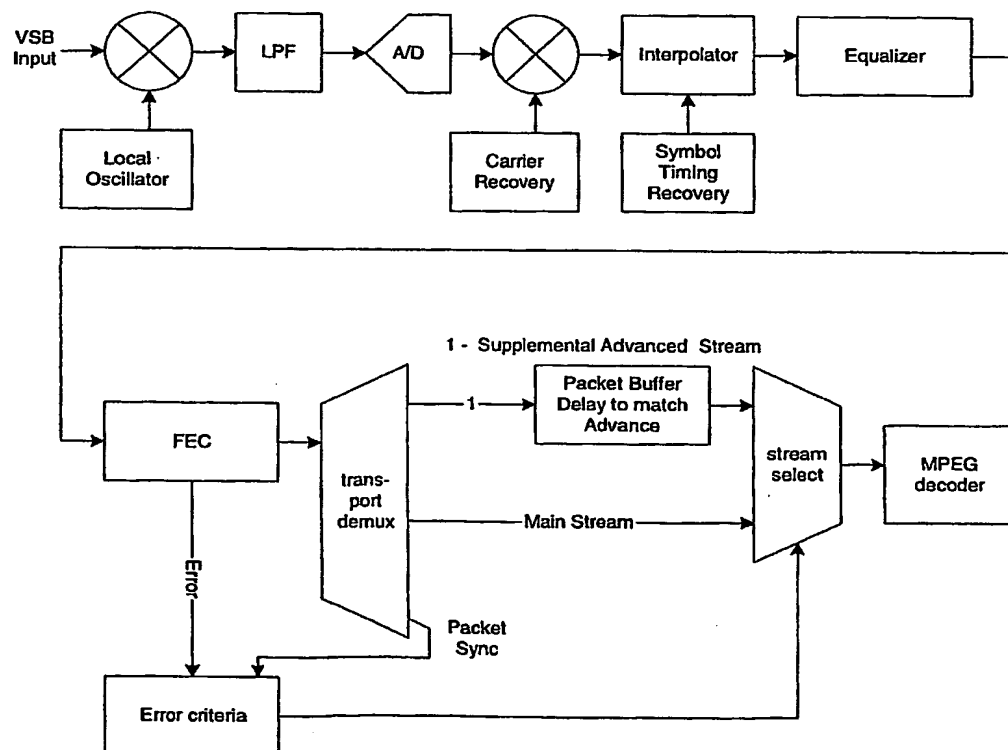 VSB
Input
LPF
A/D
Interpolator
Equalizer
Local
Oscillator
Carrier
Recovery
Symbol
Timing
Recovery
1 - Supplemental Advanced Stream
FEC
trans-
port
demux
1
Packet Buffer
Delay to match
Advance
stream
select
MPEG
decoder
Main Stream
Error
Packet
Sync
Error criteria